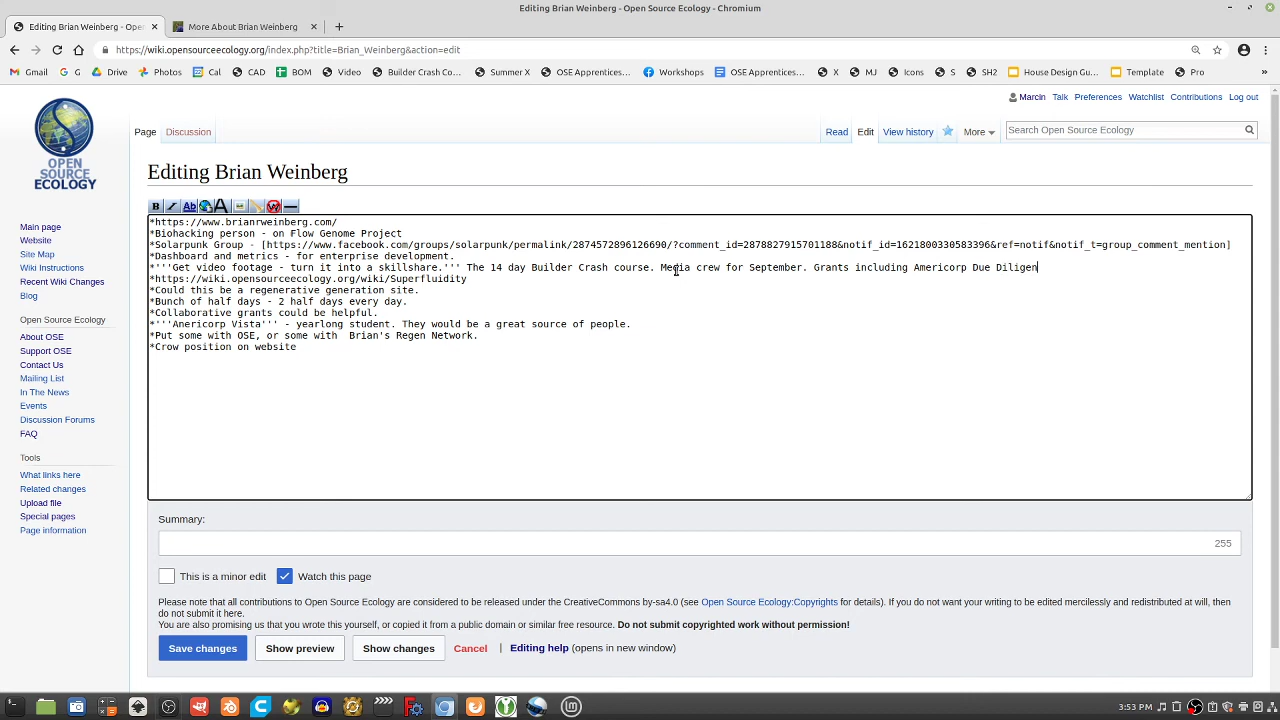 Editing Brian Weinberg - Open Source Ecology - Chromium
Editing Brian Weinberg - Ope
More About Brian Weinberg
https://wiki.opensourceecology.org/index.php?title=Brian_Weinberg&action=edit
Gmail G Drive Photos Cal CAD BOM Video Builder Crash Co... Summer X OSE Apprentices... Workshops OSE Apprentices... X MJ Icons S SH2 House Design Gu... Template Pro
Marcin Talk Preferences Watchlist Contributions Log out
Page Discussion Read Edit View history More Search Open Source Ecology
OPEN
SOURCE
ECOLOGY
Editing Brian Weinberg
B I Ab A
*https://www.brianrweinberg.com/
*Biohacking person - on Flow Genome Project
*Solarpunk Group - [https://www.facebook.com/groups/solarpunk/permalink/2874572896126690/?comment_id=2878827915701188&notif_id=1621800330583396&ref=notif&notif_t=group_comment_mention]
*Dashboard and metrics - for enterprise development.
*'''Get video footage - turn it into a skillshare.''' The 14 day Builder Crash course. Media crew for September. Grants including Americorp Due Diligen
*https://wiki.opensourceecology.org/wiki/Superfluidity
*Could this be a regenerative generation site.
*Bunch of half days - 2 half days every day.
*Collaborative grants could be helpful.
*'''Americorp Vista''' - yearlong student. They would be a great source of people.
*Put some with OSE, or some with  Brian's Regen Network.
*Crow position on website
Main page
Website
Site Map
Wiki Instructions
Recent Wiki Changes
Blog
Open Source Ecology
About OSE
Support OSE
Contact Us
Mailing List
In The News
Events
Discussion Forums
FAQ
Tools
What links here
Related changes
Upload file
Special pages
Page information
Summary:
255
This is a minor edit Watch this page
Please note that all contributions to Open Source Ecology are considered to be released under the CreativeCommons by-sa4.0 (see Open Source Ecology:Copyrights for details). If you do not want your writing to be edited mercilessly and redistributed at will, then
do not submit it here.
You are also promising us that you wrote this yourself, or copied it from a public domain or similar free resource. Do not submit copyrighted work without permission!
Save changes Show preview Show changes Cancel | Editing help (opens in new window)
3:53 PM